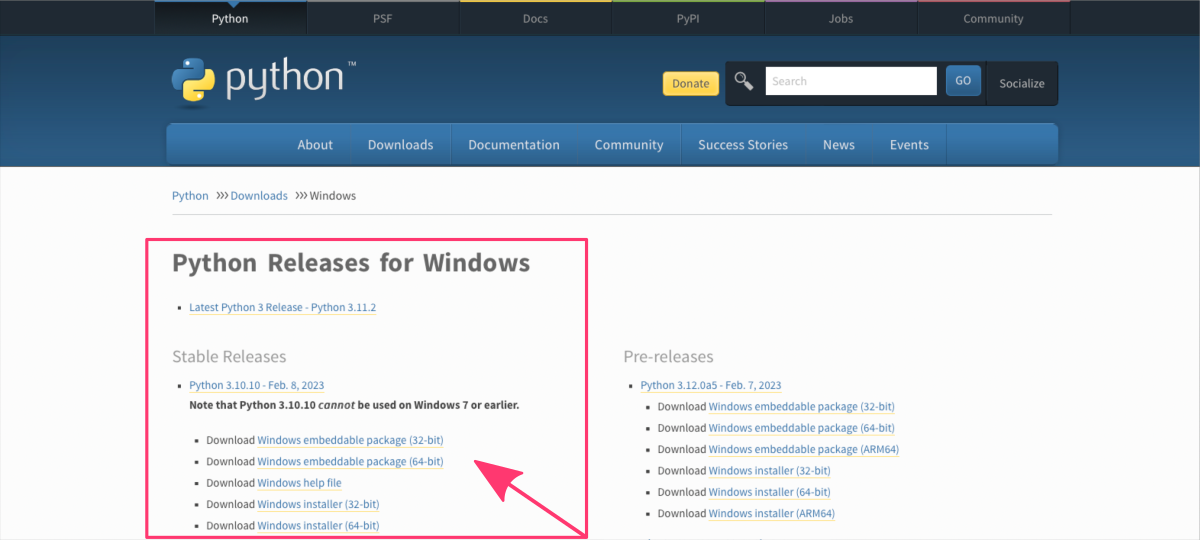 Python PSF Docs PyPI Jobs Community
python™
Donate Search GO Socialize
About Downloads Documentation Community Success Stories News Events
Python >>> Downloads >>> Windows
Python Releases for Windows
Latest Python 3 Release - Python 3.11.2
Stable Releases
Python 3.10.10 - Feb. 8, 2023
Note that Python 3.10.10 cannot be used on Windows 7 or earlier.
Download Windows embeddable package (32-bit)
Download Windows embeddable package (64-bit)
Download Windows help file
Download Windows installer (32-bit)
Download Windows installer (64-bit)
Pre-releases
Python 3.12.0a5 - Feb. 7, 2023
Download Windows embeddable package (32-bit)
Download Windows embeddable package (64-bit)
Download Windows embeddable package (ARM64)
Download Windows installer (32-bit)
Download Windows installer (64-bit)
Download Windows installer (ARM64)